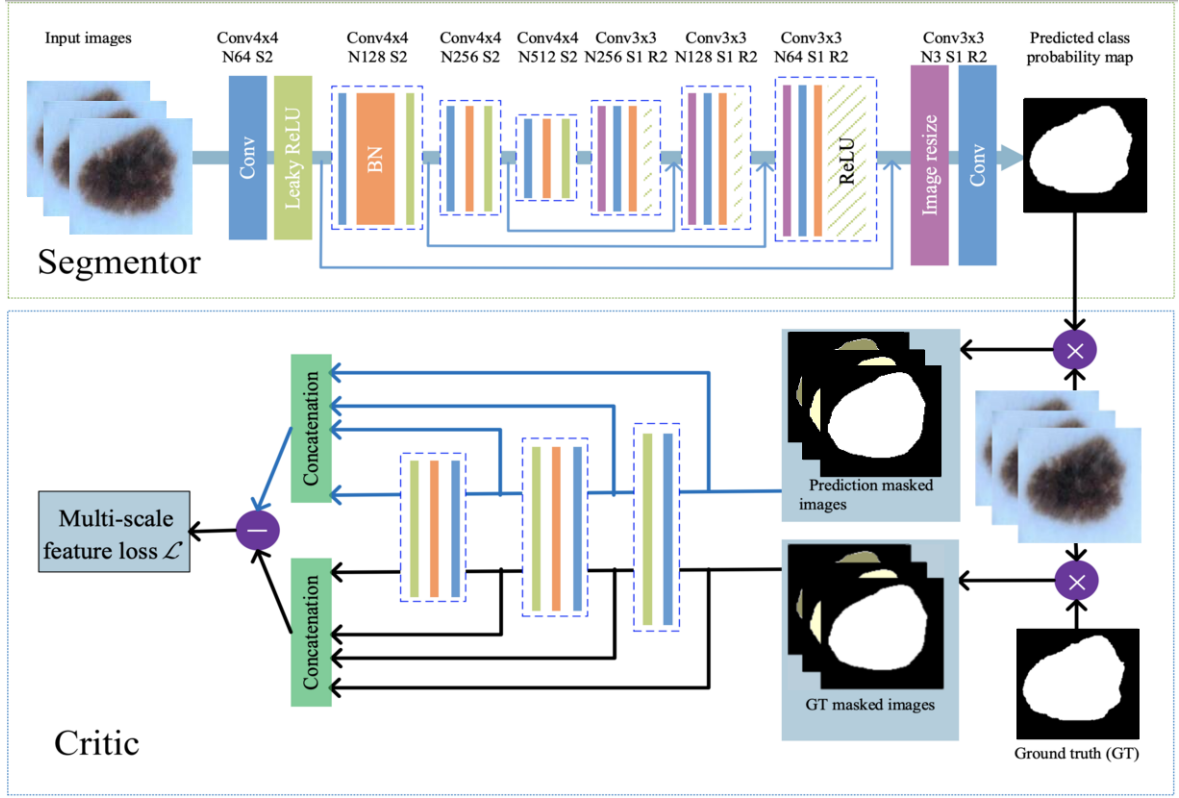 Input images
Conv4x4
N64 S2
Conv4x4
N128 S2
Conv4x4
N256 S2
Conv4x4
N512 S2
Conv3x3
N256 S1 R2
Conv3x3
N128 S1 R2
Conv3x3
N64 S1 R2
Conv3x3
N3 S1 R2
Predicted class
probability map
Conv
Leaky ReLU
BN
ReLU
Image resize
Conv
Segmentor
Concatenation
Prediction masked
images
Multi-scale
feature loss ℒ
Concatenation
GT masked images
Critic
Ground truth (GT)